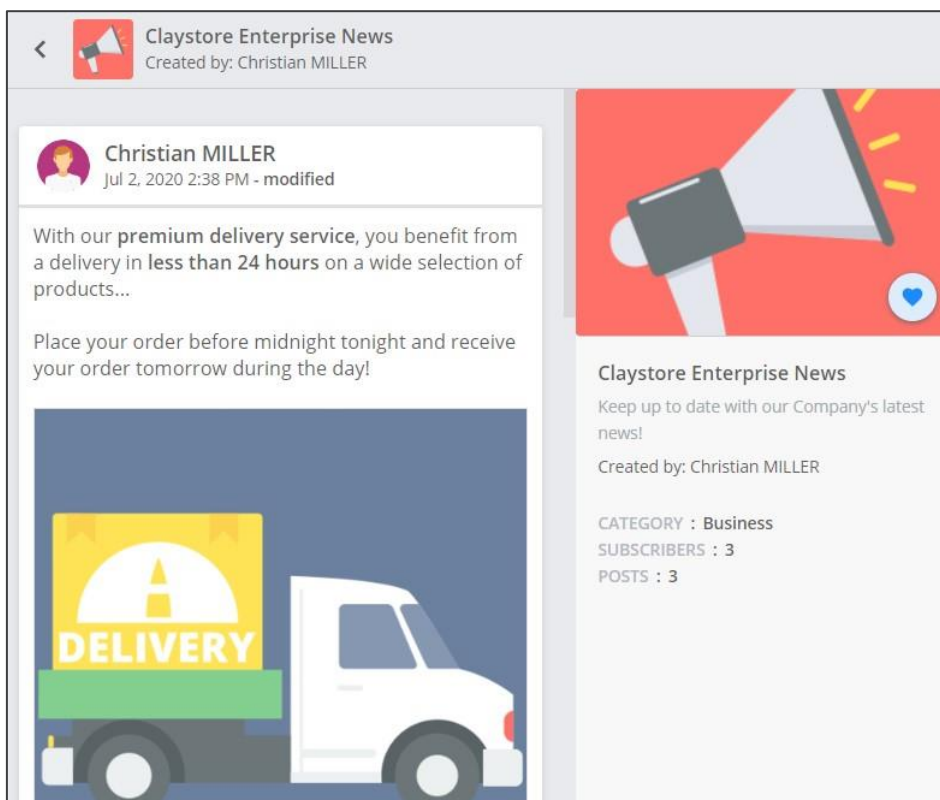 Claystore Enterprise News
Created by: Christian MILLER
Christian MILLER
Jul 2, 2020 2:38 PM - modified
With our premium delivery service, you benefit from
a delivery in less than 24 hours on a wide selection of
products...
Place your order before midnight tonight and receive
your order tomorrow during the day!
DELIVERY
Claystore Enterprise News
Keep up to date with our Company's latest
news!
Created by: Christian MILLER
CATEGORY : Business
SUBSCRIBERS : 3
POSTS : 3